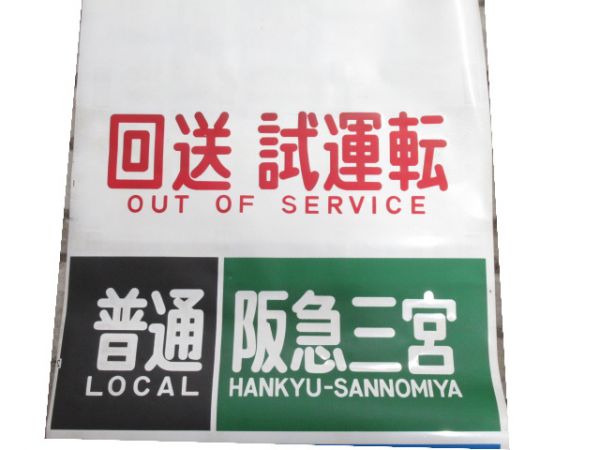 回送 試運転
OUT OF SERVICE
普通 阪急三宮
LOCAL HANKYU-SANNOMIYA